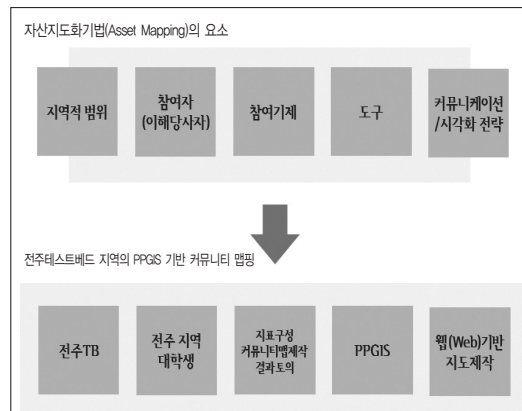 자산지도화기법(Asset Mapping)의 요소
지역적 범위
참여자
(이해당사자)
참여기제
도구
커뮤니케이션
/시각화 전략
전주테스트베드 지역의 PPGIS 기반 커뮤니티 맵핑
전주TB
전주 지역
대학생
지표구성
커뮤니티맵제작
결과토의
PPGIS
웹(Web)기반
지도제작